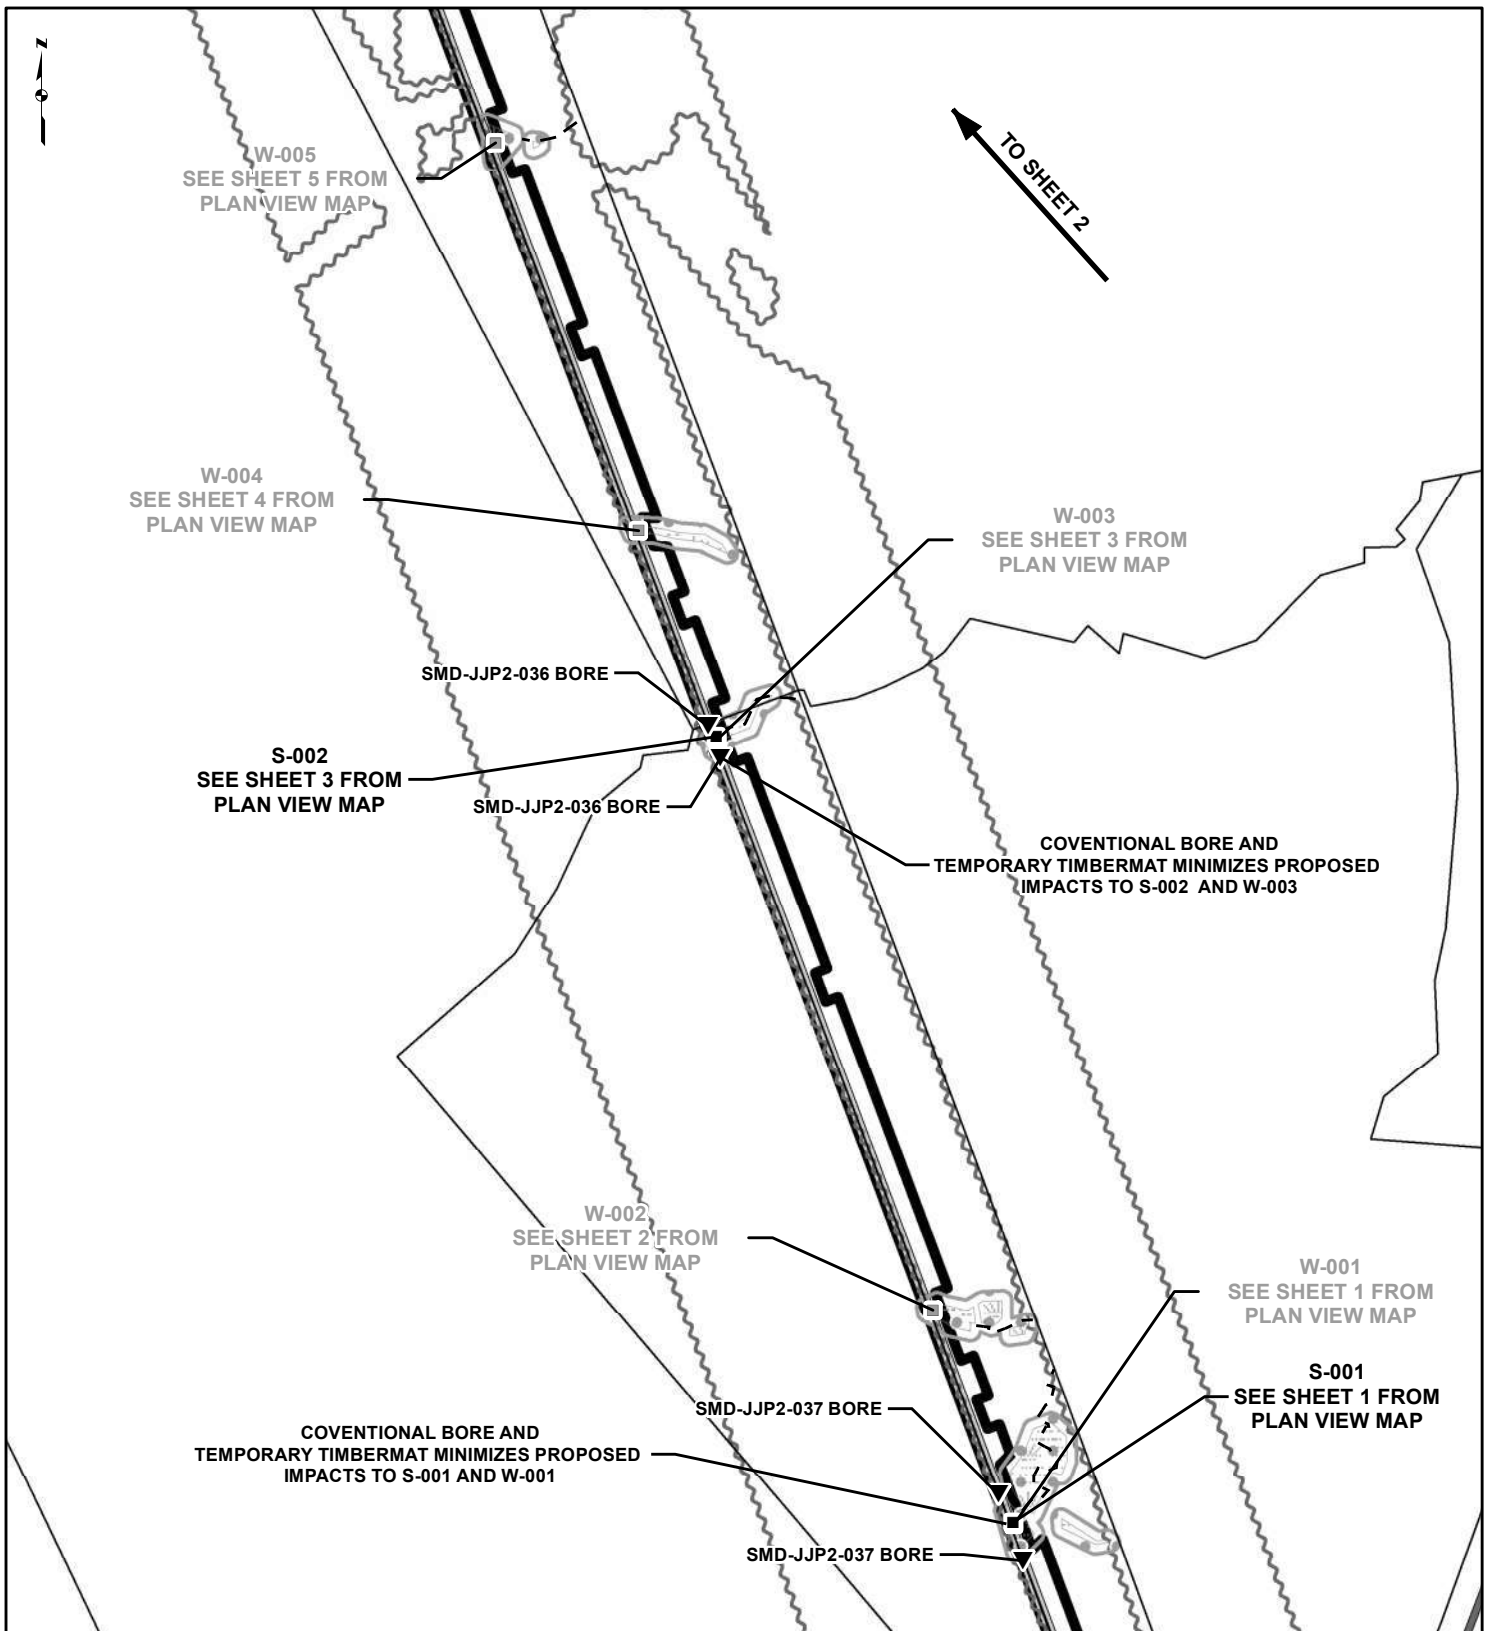 N
TO SHEET 2
W-005
SEE SHEET 5 FROM
PLAN VIEW MAP
W-004
SEE SHEET 4 FROM
PLAN VIEW MAP
W-003
SEE SHEET 3 FROM
PLAN VIEW MAP
SMD-JJP2-036 BORE
S-002
SEE SHEET 3 FROM
PLAN VIEW MAP
SMD-JJP2-036 BORE
COVENTIONAL BORE AND
TEMPORARY TIMBERMAT MINIMIZES PROPOSED
IMPACTS TO S-002 AND W-003
W-002
SEE SHEET 2 FROM
PLAN VIEW MAP
W-001
SEE SHEET 1 FROM
PLAN VIEW MAP
S-001
SEE SHEET 1 FROM
PLAN VIEW MAP
SMD-JJP2-037 BORE
COVENTIONAL BORE AND
TEMPORARY TIMBERMAT MINIMIZES PROPOSED
IMPACTS TO S-001 AND W-001
SMD-JJP2-037 BORE